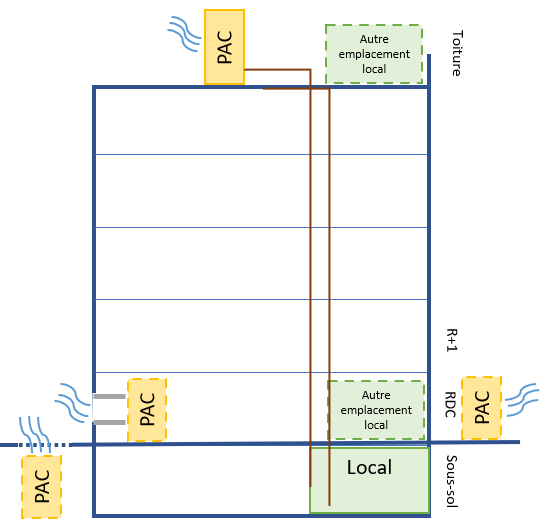 PAC
Autre
emplacement
local
Toiture
R+1
PAC
Autre
emplacement
local
RDC
PAC
PAC
Local
Sous-sol